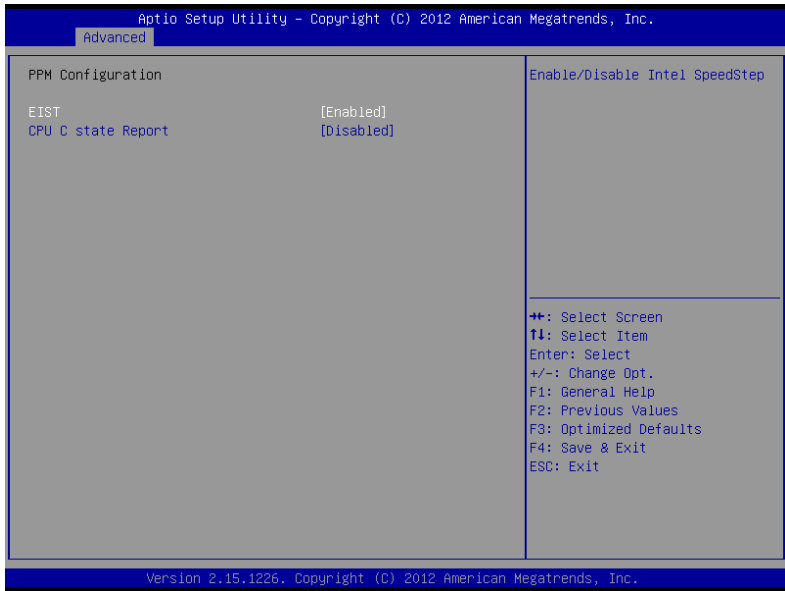 Aptio Setup Utility – Copyright (C) 2012 American Megatrends, Inc.
Advanced
PPM Configuration
EIST [Enabled]
CPU C state Report [Disabled]
Enable/Disable Intel SpeedStep
→←: Select Screen
↑↓: Select Item
Enter: Select
+/-: Change Opt.
F1: General Help
F2: Previous Values
F3: Optimized Defaults
F4: Save & Exit
ESC: Exit
Version 2.15.1226. Copyright (C) 2012 American Megatrends, Inc.